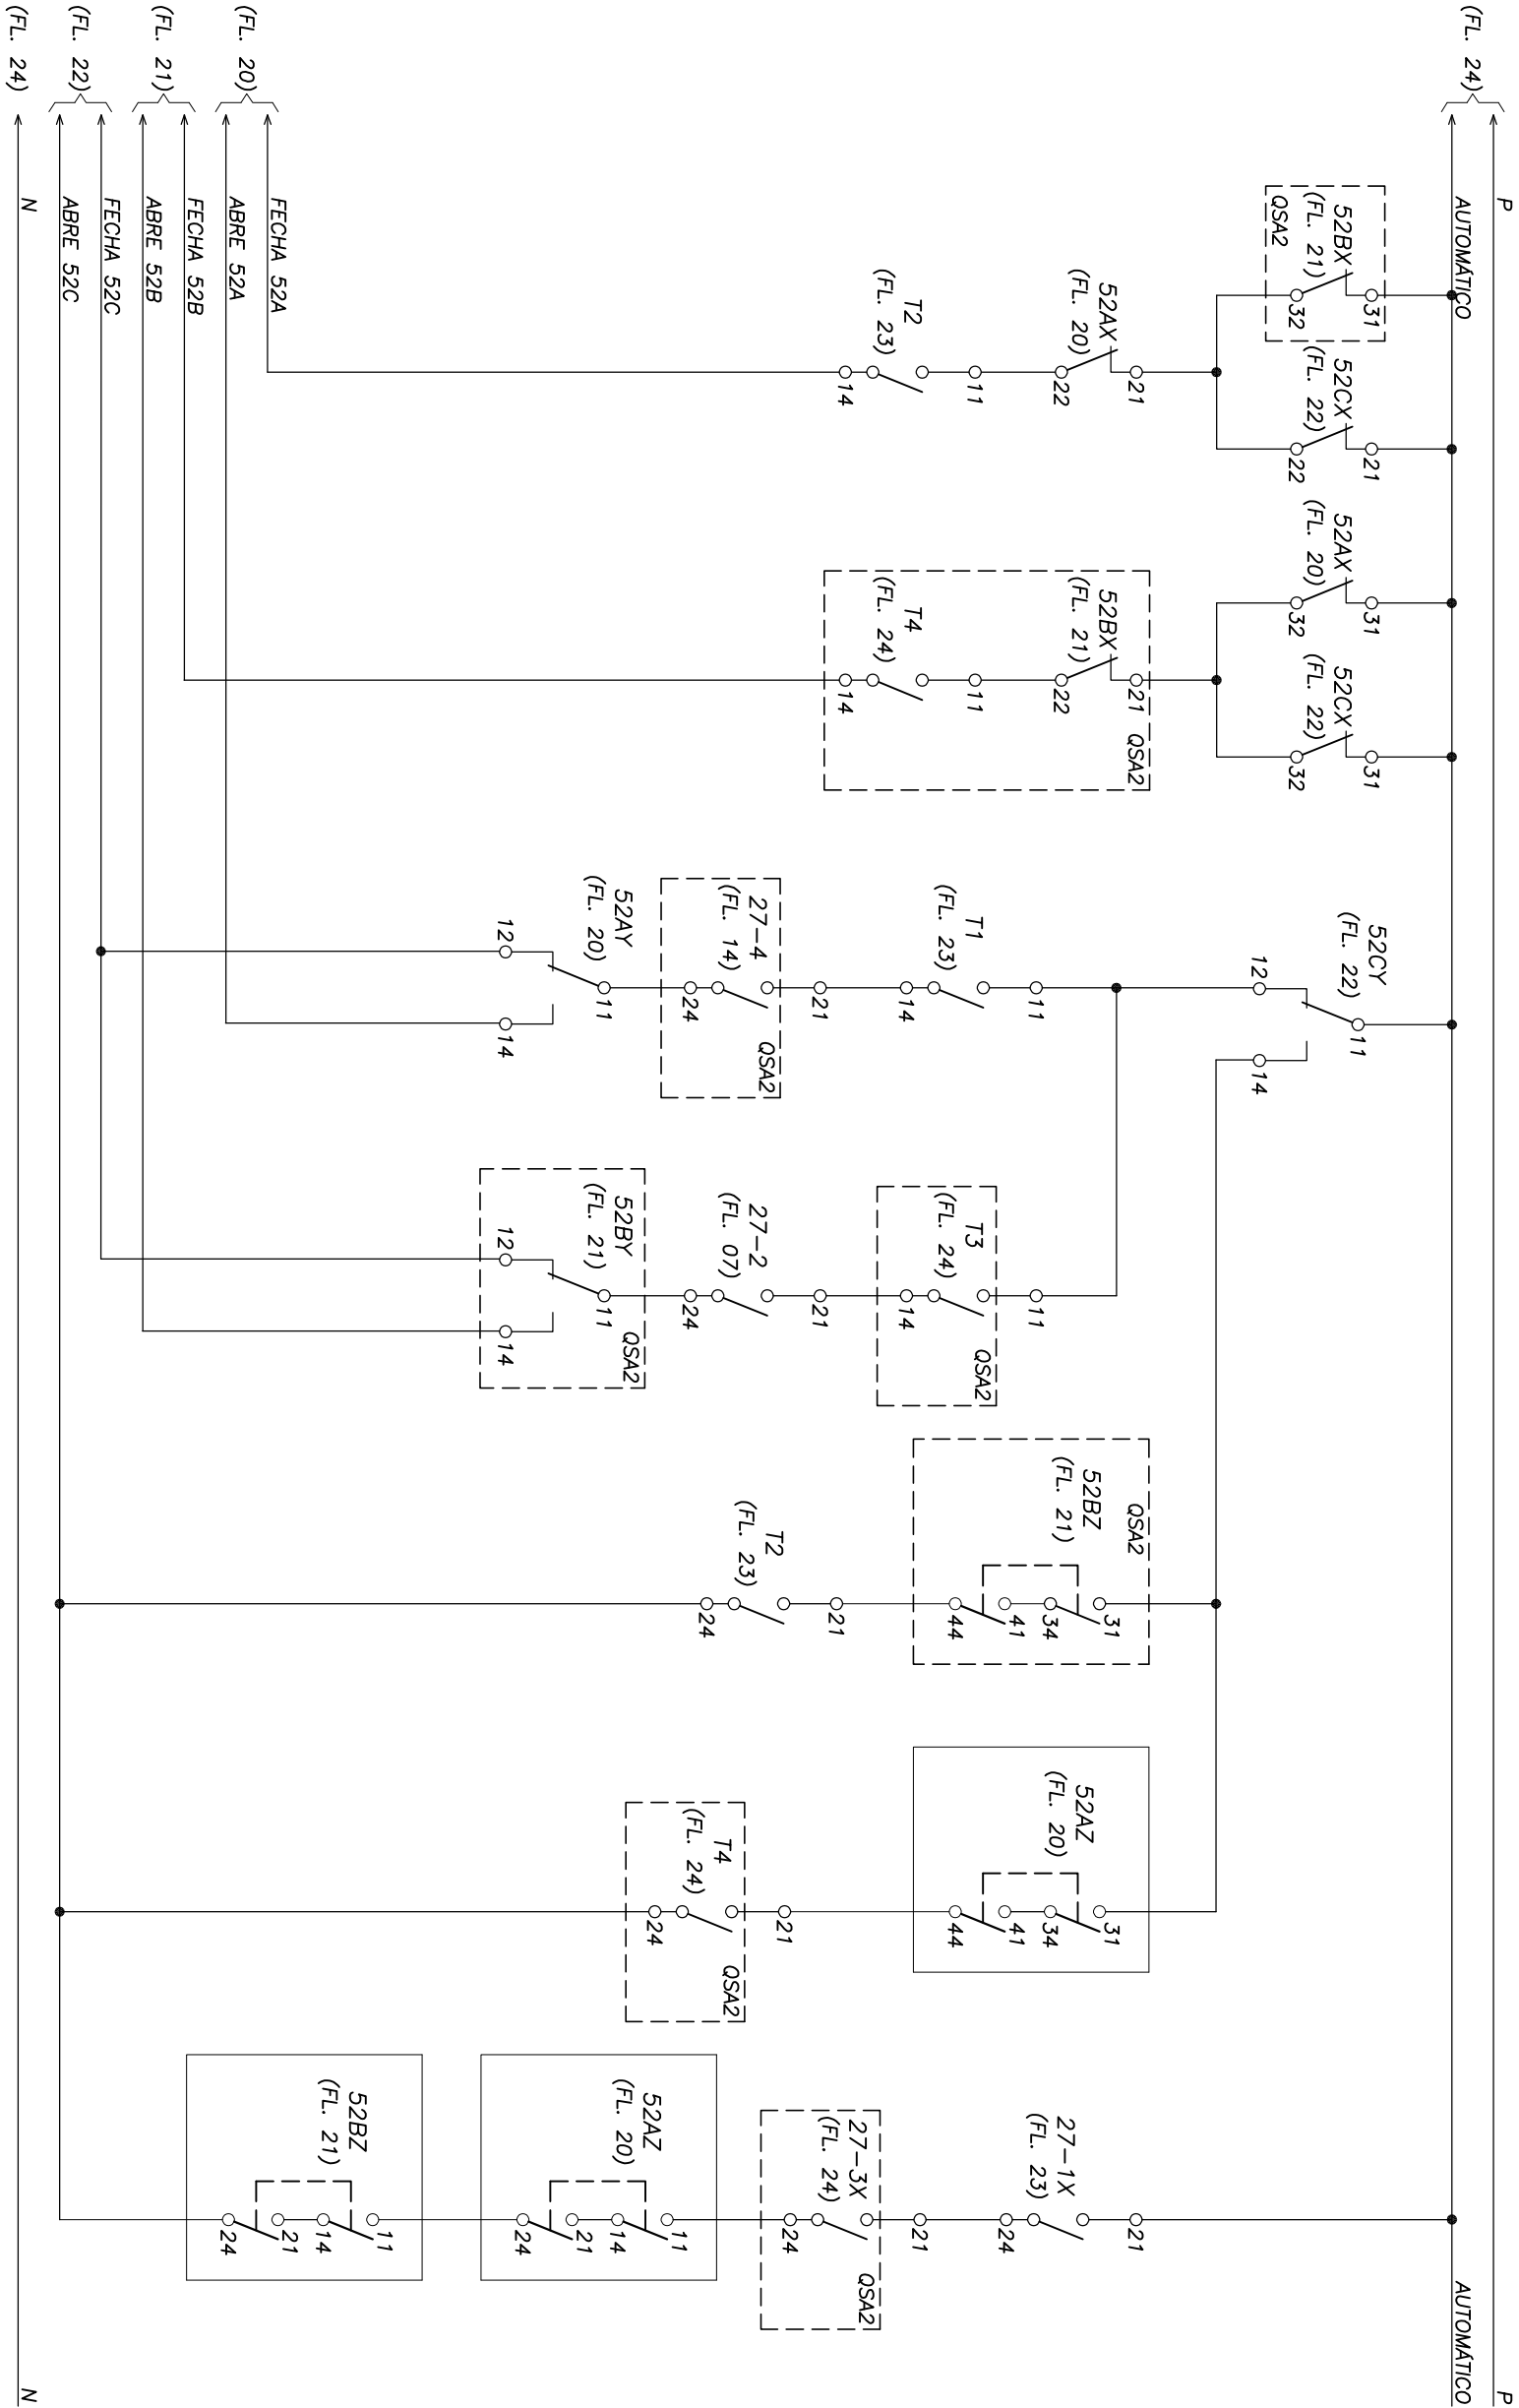 (FL. 24)
P
P
AUTOMÁTICO
AUTOMÁTICO
52BX
(FL. 21)
QSA2
31
32
52CX
(FL. 22)
21
22
52AX
(FL. 20)
31
32
52CX
(FL. 22)
31
32
52CY
(FL. 22)
11
12
14
52AX
(FL. 20)
21
22
T2
(FL. 23)
11
14
52BX
(FL. 21)
21
22
QSA2
T4
(FL. 24)
11
14
T1
(FL. 23)
11
14
27-4
(FL. 14)
21
24
QSA2
52AY
(FL. 20)
11
12
14
T3
(FL. 24)
11
14
QSA2
27-2
(FL. 07)
21
24
52BY
(FL. 21)
11
12
14
QSA2
QSA2
52BZ
(FL. 21)
31
34
41
44
T2
(FL. 23)
21
24
52AZ
(FL. 20)
31
34
41
44
T4
(FL. 24)
21
24
QSA2
27-1X
(FL. 23)
21
24
27-3X
(FL. 24)
21
24
QSA2
52AZ
(FL. 20)
11
14
21
24
52BZ
(FL. 21)
11
14
21
24
(FL. 20)
FECHA 52A
ABRE 52A
(FL. 21)
FECHA 52B
ABRE 52B
(FL. 22)
FECHA 52C
ABRE 52C
(FL. 24)
N
N